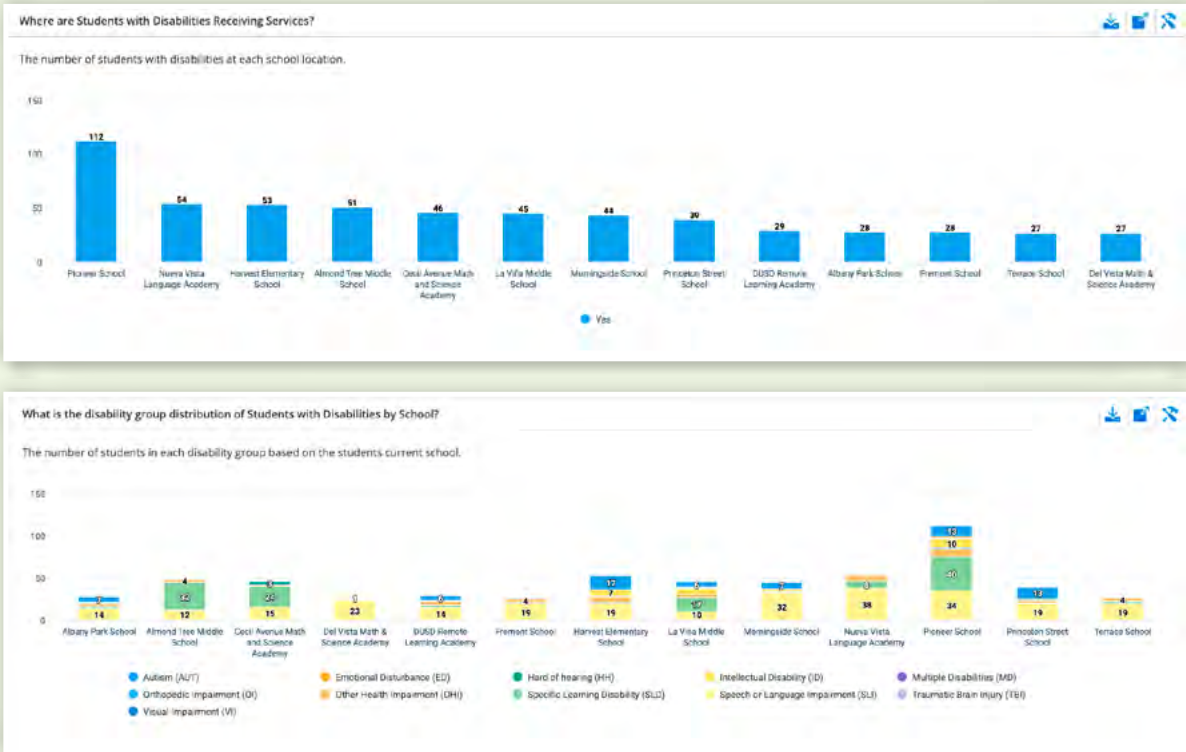 Where are Students with Disabilities Receiving Services?
The number of students with disabilities at each school location.
150
100
50
0
112
54
53
51
46
45
44
39
29
28
28
27
27
Pioneer School
Nueva Vista
Language Academy
Harvest Elementary
School
Almond Tree Middle
School
Cecil Avenue Math
and Science
Academy
La Viña Middle
School
Morningside School
Princeton Street
School
DUSD Remote
Learning Academy
Albany Park School
Fremont School
Terrace School
Del Vista Math &
Science Academy
Yes
What is the disability group distribution of Students with Disabilities by School?
The number of students in each disability group based on the students current school.
150
100
50
0
14
4
12
15
23
6
14
4
19
7
19
10
32
38
10
40
34
13
19
4
19
Albany Park School
Almond Tree Middle
School
Cecil Avenue Math
and Science
Academy
Del Vista Math &
Science Academy
DUSD Remote
Learning Academy
Fremont School
Harvest Elementary
School
La Viña Middle
School
Morningside School
Nueva Vista
Language Academy
Pioneer School
Princeton Street
School
Terrace School
Autism (AUT)
Emotional Disturbance (ED)
Hard of hearing (HH)
Intellectual Disability (ID)
Multiple Disabilities (MD)
Orthopedic Impairment (OI)
Other Health Impairment (OHI)
Specific Learning Disability (SLD)
Speech or Language Impairment (SLI)
Traumatic Brain Injury (TBI)
Visual Impairment (VI)